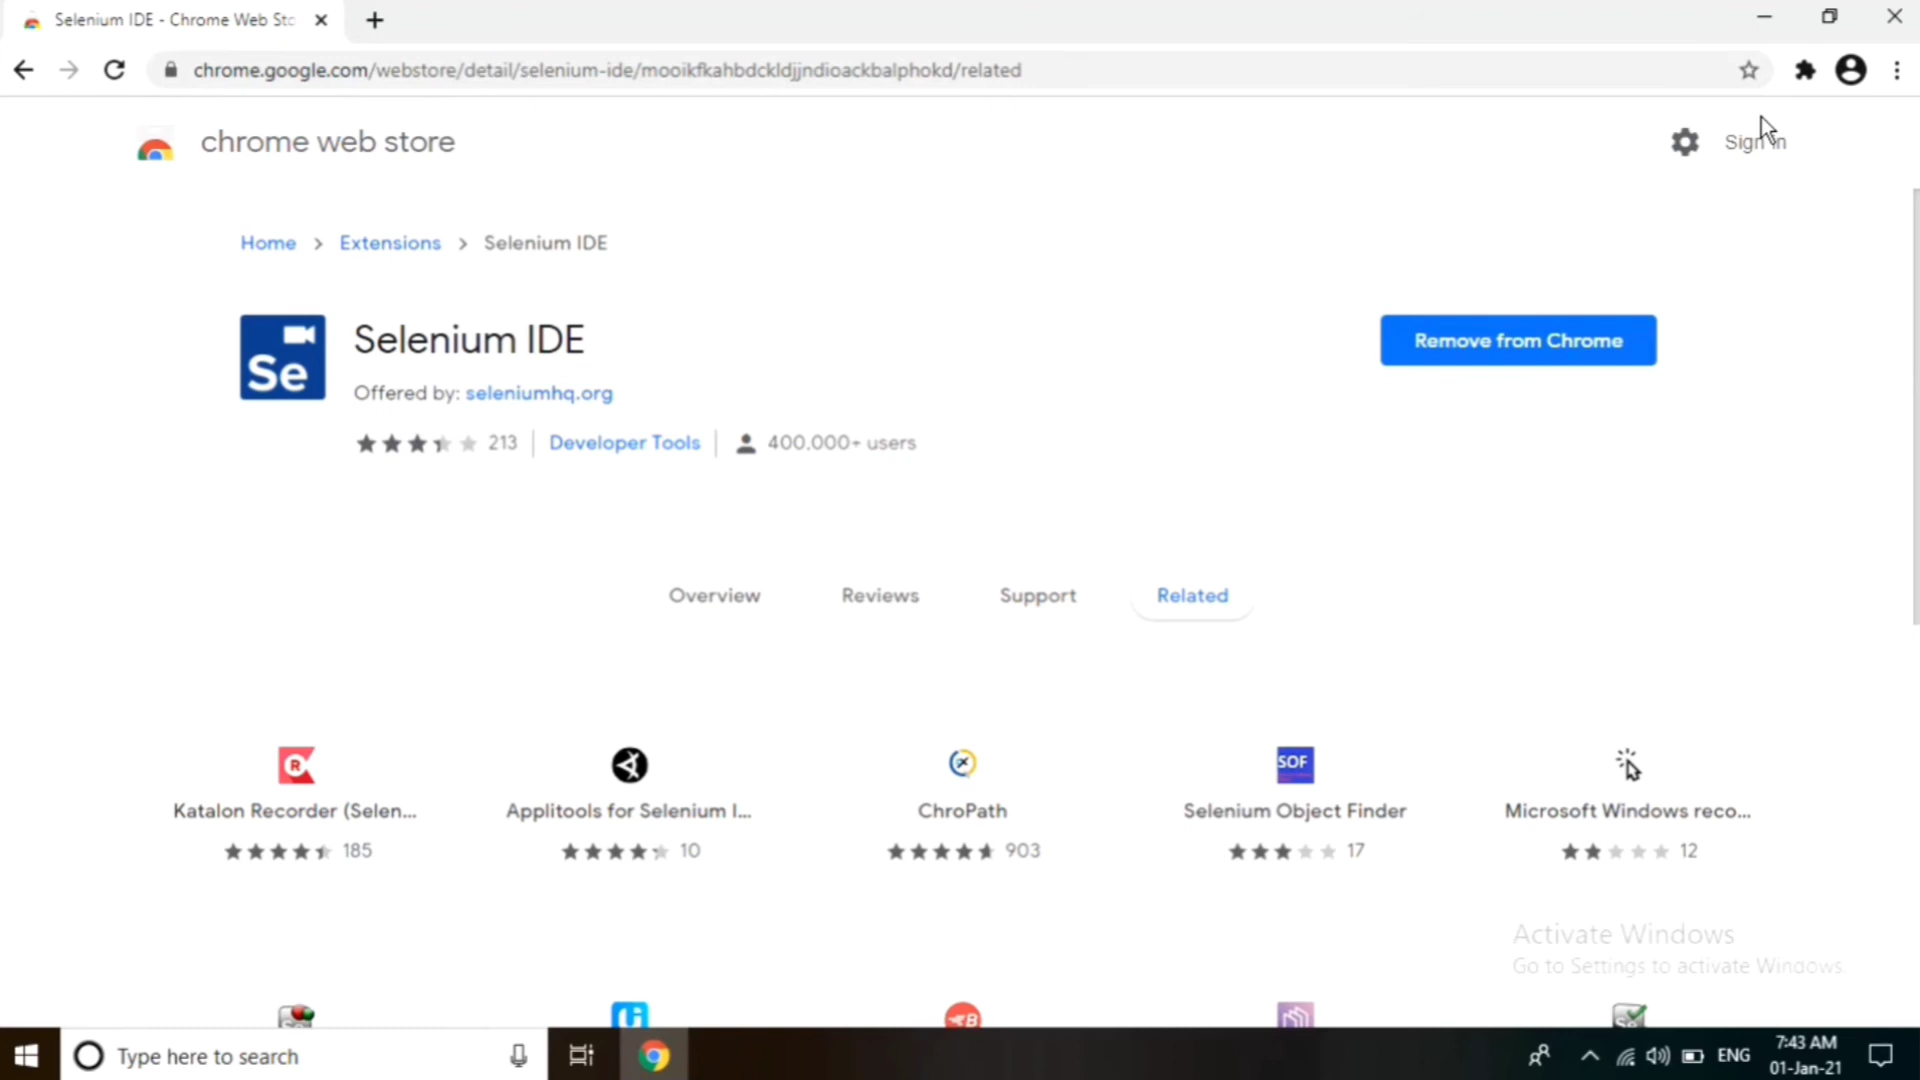 Selenium IDE - Chrome Web Sto
chrome.google.com/webstore/detail/selenium-ide/mooikfkahbdckldjjndioackbalphokd/related
chrome web store
Sign in
Home > Extensions > Selenium IDE
Se
Selenium IDE
Remove from Chrome
Offered by: seleniumhq.org
213 Developer Tools 400,000+ users
Overview Reviews Support Related
R SOF
Katalon Recorder (Selen... Applitools for Selenium I... ChroPath Selenium Object Finder Microsoft Windows reco...
185 10 903 17 12
Activate Windows
Go to Settings to activate Windows.
Type here to search
ENG
7:43 AM
01-Jan-21